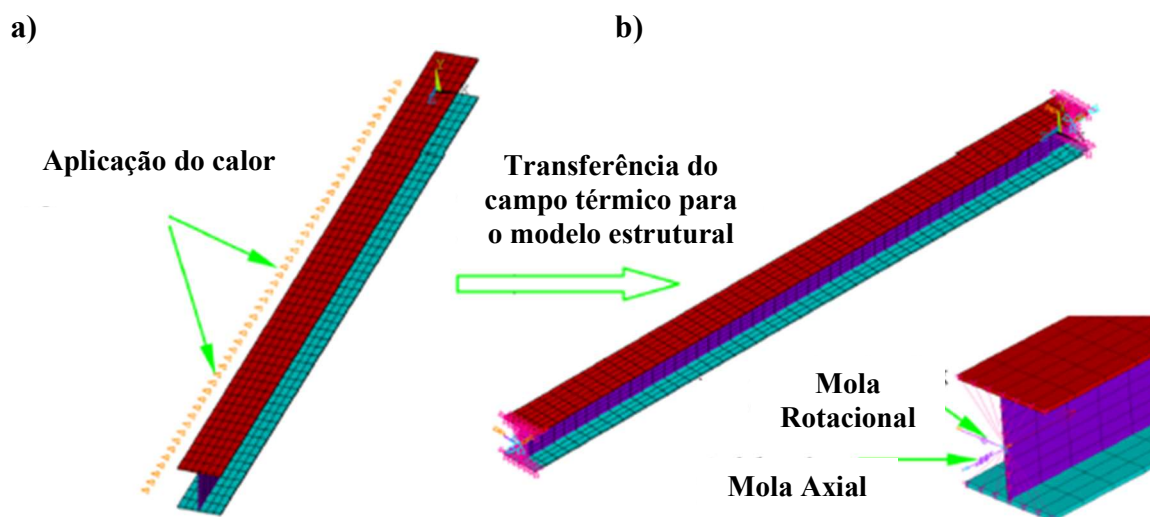 a)
b)
Aplicação do calor
Transferência do
campo térmico para
o modelo estrutural
Mola
Rotacional
Mola Axial
Y